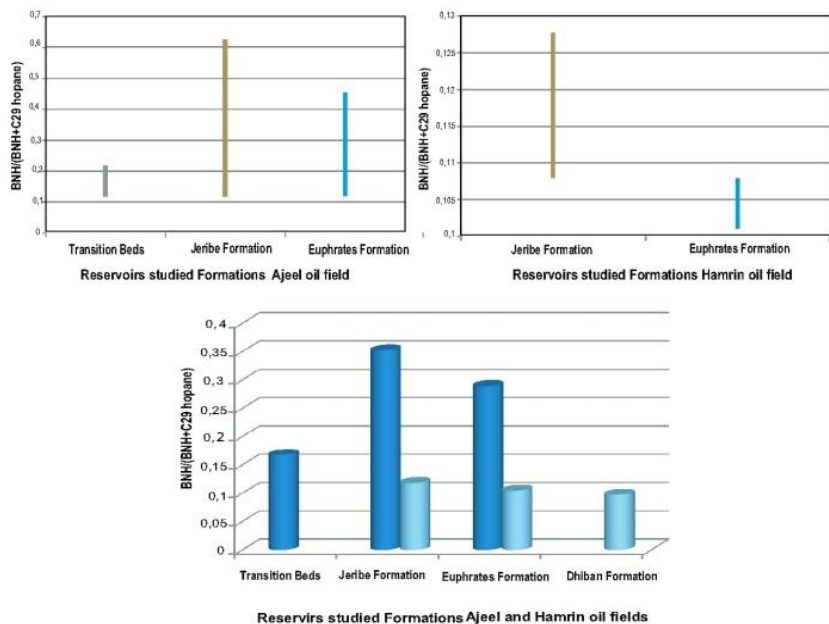 0,7
0,6
0,5
0,4
0,3
0,2
0,1
0
BNH/(BNH+C29 hopane)
Transition Beds Jeribe Formation Euphrates Formation
Reservoirs studied Formations Ajeel oil field
0,13
0,125
0,12
0,115
0,11
0,105
0,1
BNH/(BNH+C29 hopane)
Jeribe Formation Euphrates Formation
Reservoirs studied Formations Hamrin oil field
0,4
0,35
0,3
0,25
0,2
0,15
0,1
0,05
0
BNH/(BNH+C29 hopane)
Transition Beds Jeribe Formation Euphrates Formation Dhiban Formation
Reservirs studied Formations Ajeel and Hamrin oil fields